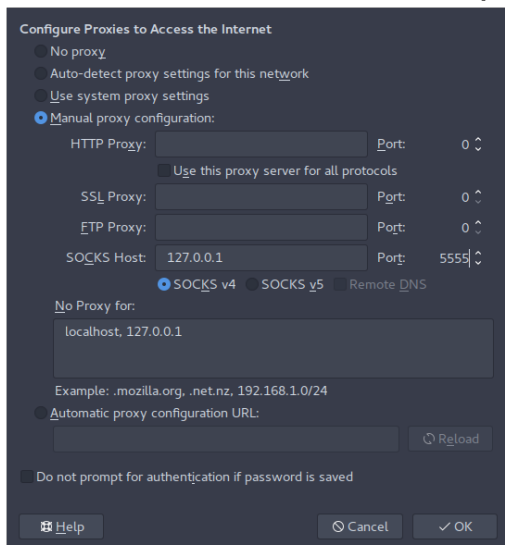 Configure Proxies to Access the Internet
No proxy
Auto-detect proxy settings for this network
Use system proxy settings
Manual proxy configuration:
HTTP Proxy: Port: 0
Use this proxy server for all protocols
SSL Proxy: Port: 0
FTP Proxy: Port: 0
SOCKS Host: 127.0.0.1 Port: 5555
SOCKS v4 SOCKS v5 Remote DNS
No Proxy for:
localhost, 127.0.0.1
Example: .mozilla.org, .net.nz, 192.168.1.0/24
Automatic proxy configuration URL:
Reload
Do not prompt for authentication if password is saved
Help Cancel OK